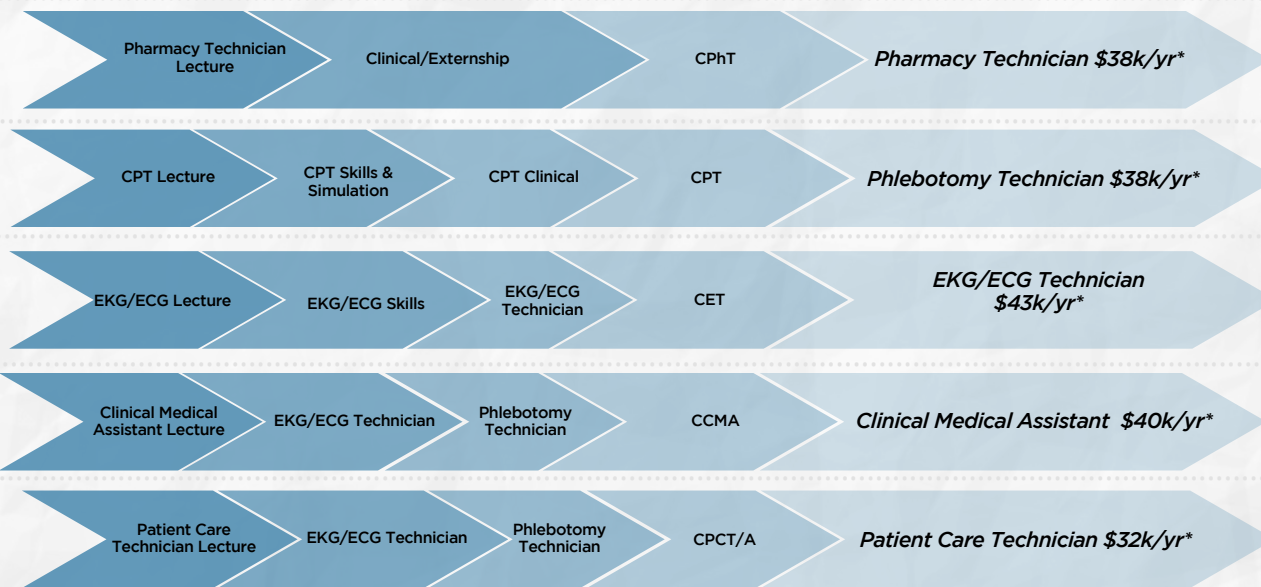 Pharmacy Technician
Lecture
Clinical/Externship
CPhT
Pharmacy Technician $38k/yr*
CPT Lecture
CPT Skills &
Simulation
CPT Clinical
CPT
Phlebotomy Technician $38k/yr*
EKG/ECG Lecture
EKG/ECG Skills
EKG/ECG
Technician
CET
EKG/ECG Technician
$43k/yr*
Clinical Medical
Assistant Lecture
EKG/ECG Technician
Phlebotomy
Technician
CCMA
Clinical Medical Assistant $40k/yr*
Patient Care
Technician Lecture
EKG/ECG Technician
Phlebotomy
Technician
CPCT/A
Patient Care Technician $32k/yr*